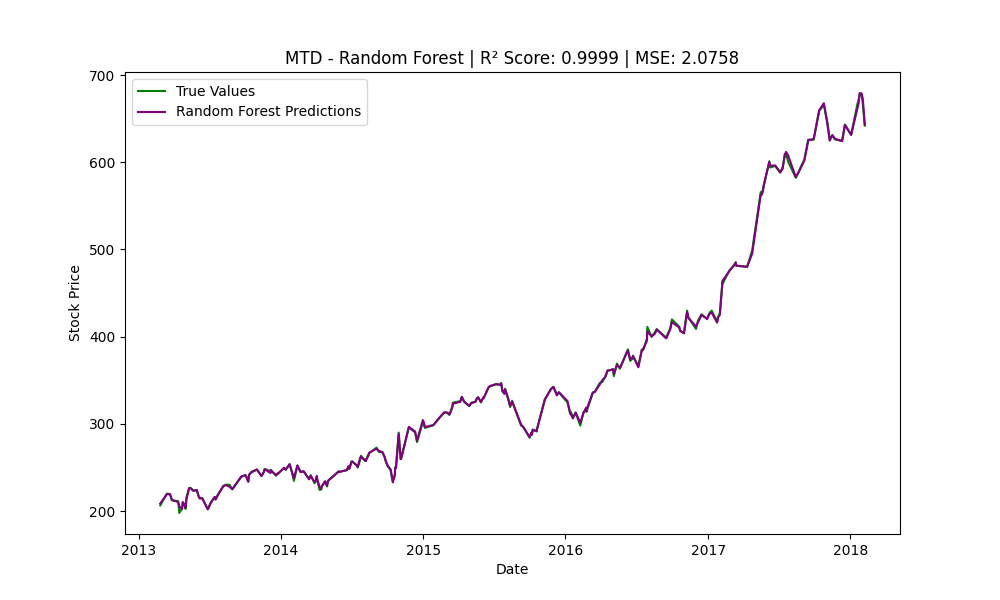 MTD - Random Forest | R² Score: 0.9999 | MSE: 2.0758
True Values
Random Forest Predictions
Stock Price
700
600
500
400
300
200
2013 2014 2015 2016 2017 2018
Date